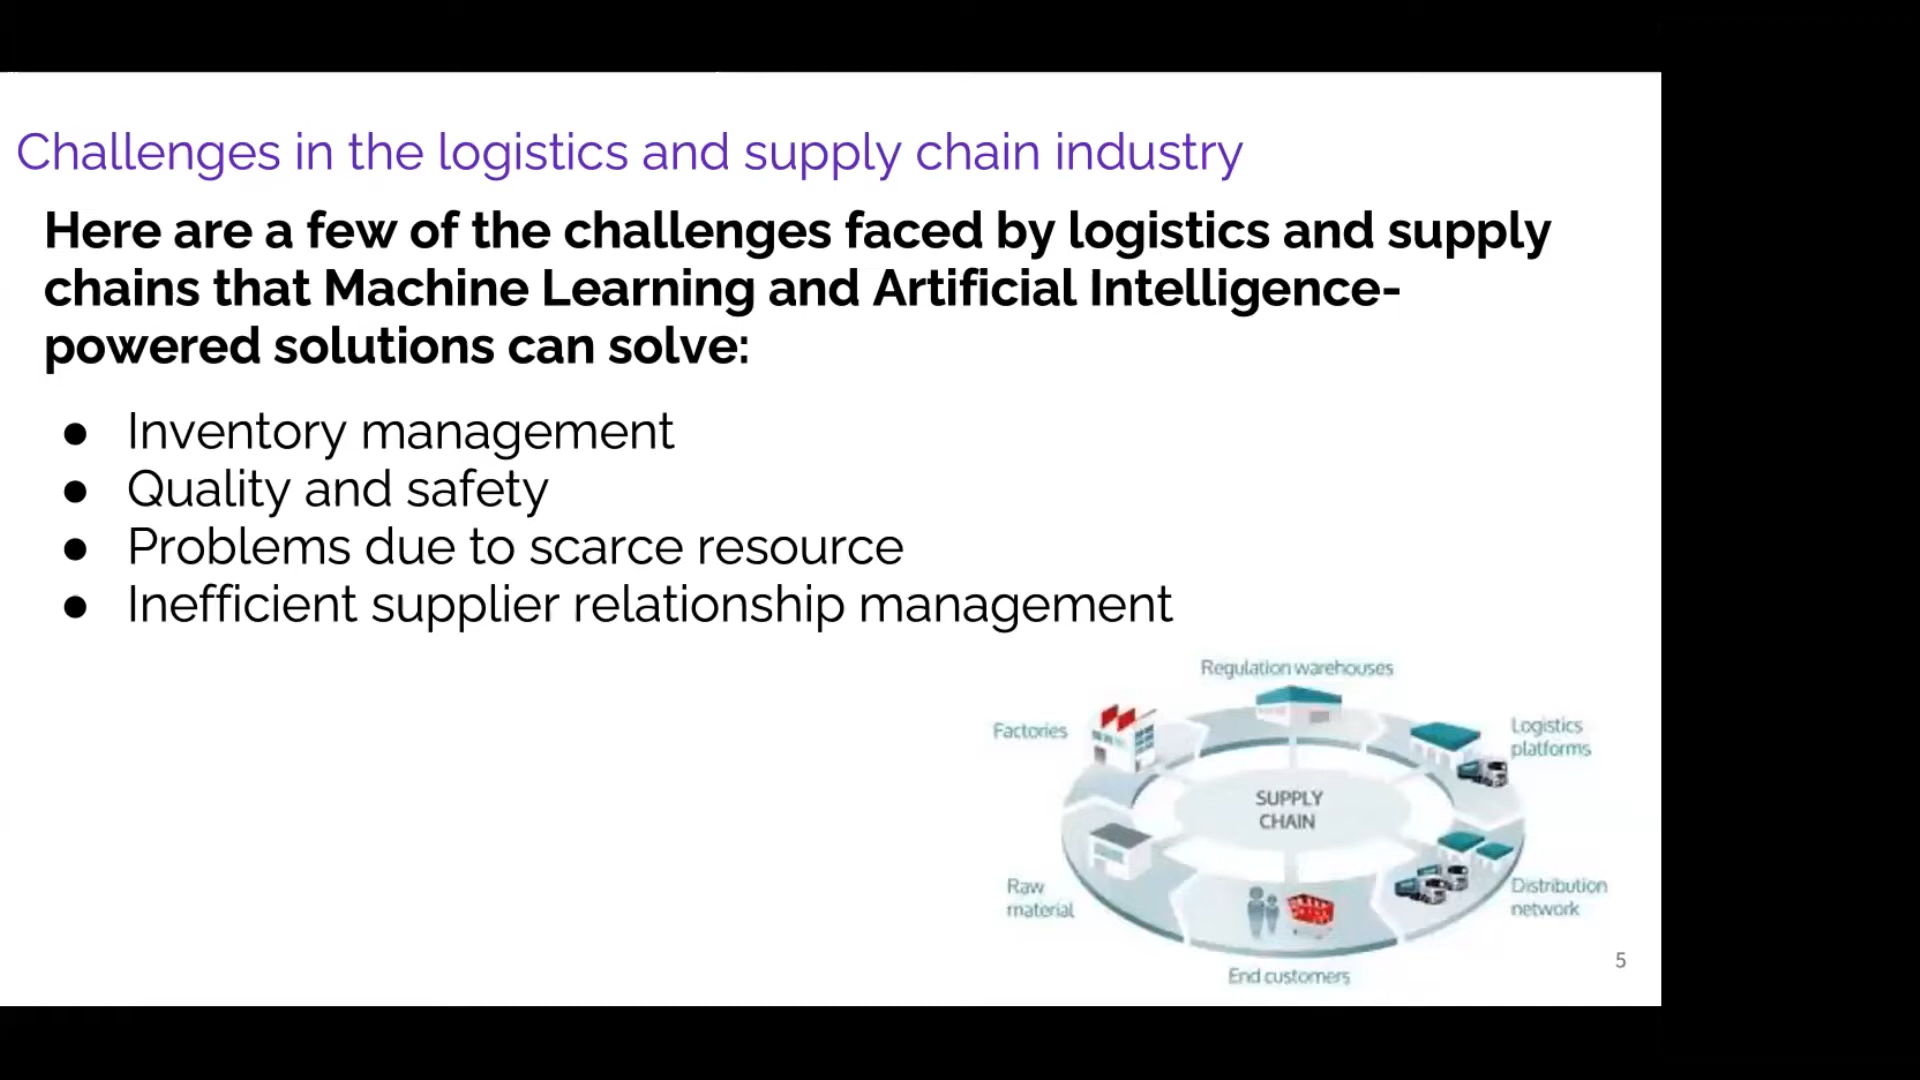 Challenges in the logistics and supply chain industry
Here are a few of the challenges faced by logistics and supply
chains that Machine Learning and Artificial Intelligence-
powered solutions can solve:
● Inventory management
● Quality and safety
● Problems due to scarce resource
● Inefficient supplier relationship management
Regulation warehouses
Factories
Logistics
platforms
SUPPLY
CHAIN
Raw
material
Distribution
network
End customers
5